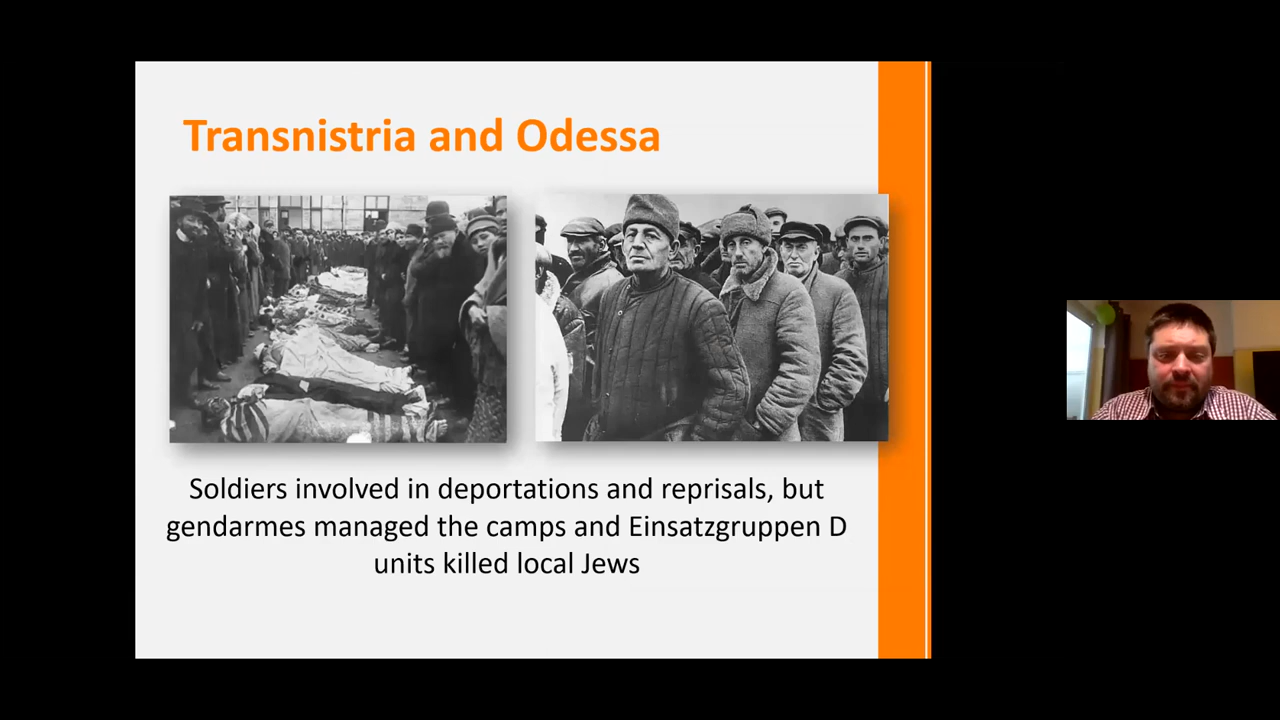 Transnistria and Odessa
Soldiers involved in deportations and reprisals, but
gendarmes managed the camps and Einsatzgruppen D
units killed local Jews